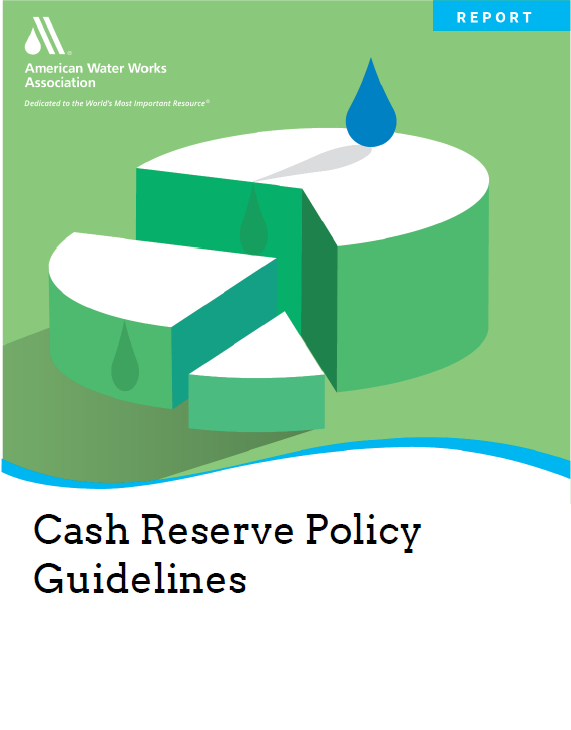 REPORT
American Water Works
Association
Dedicated to the World's Most Important Resource®
Cash Reserve Policy
Guidelines